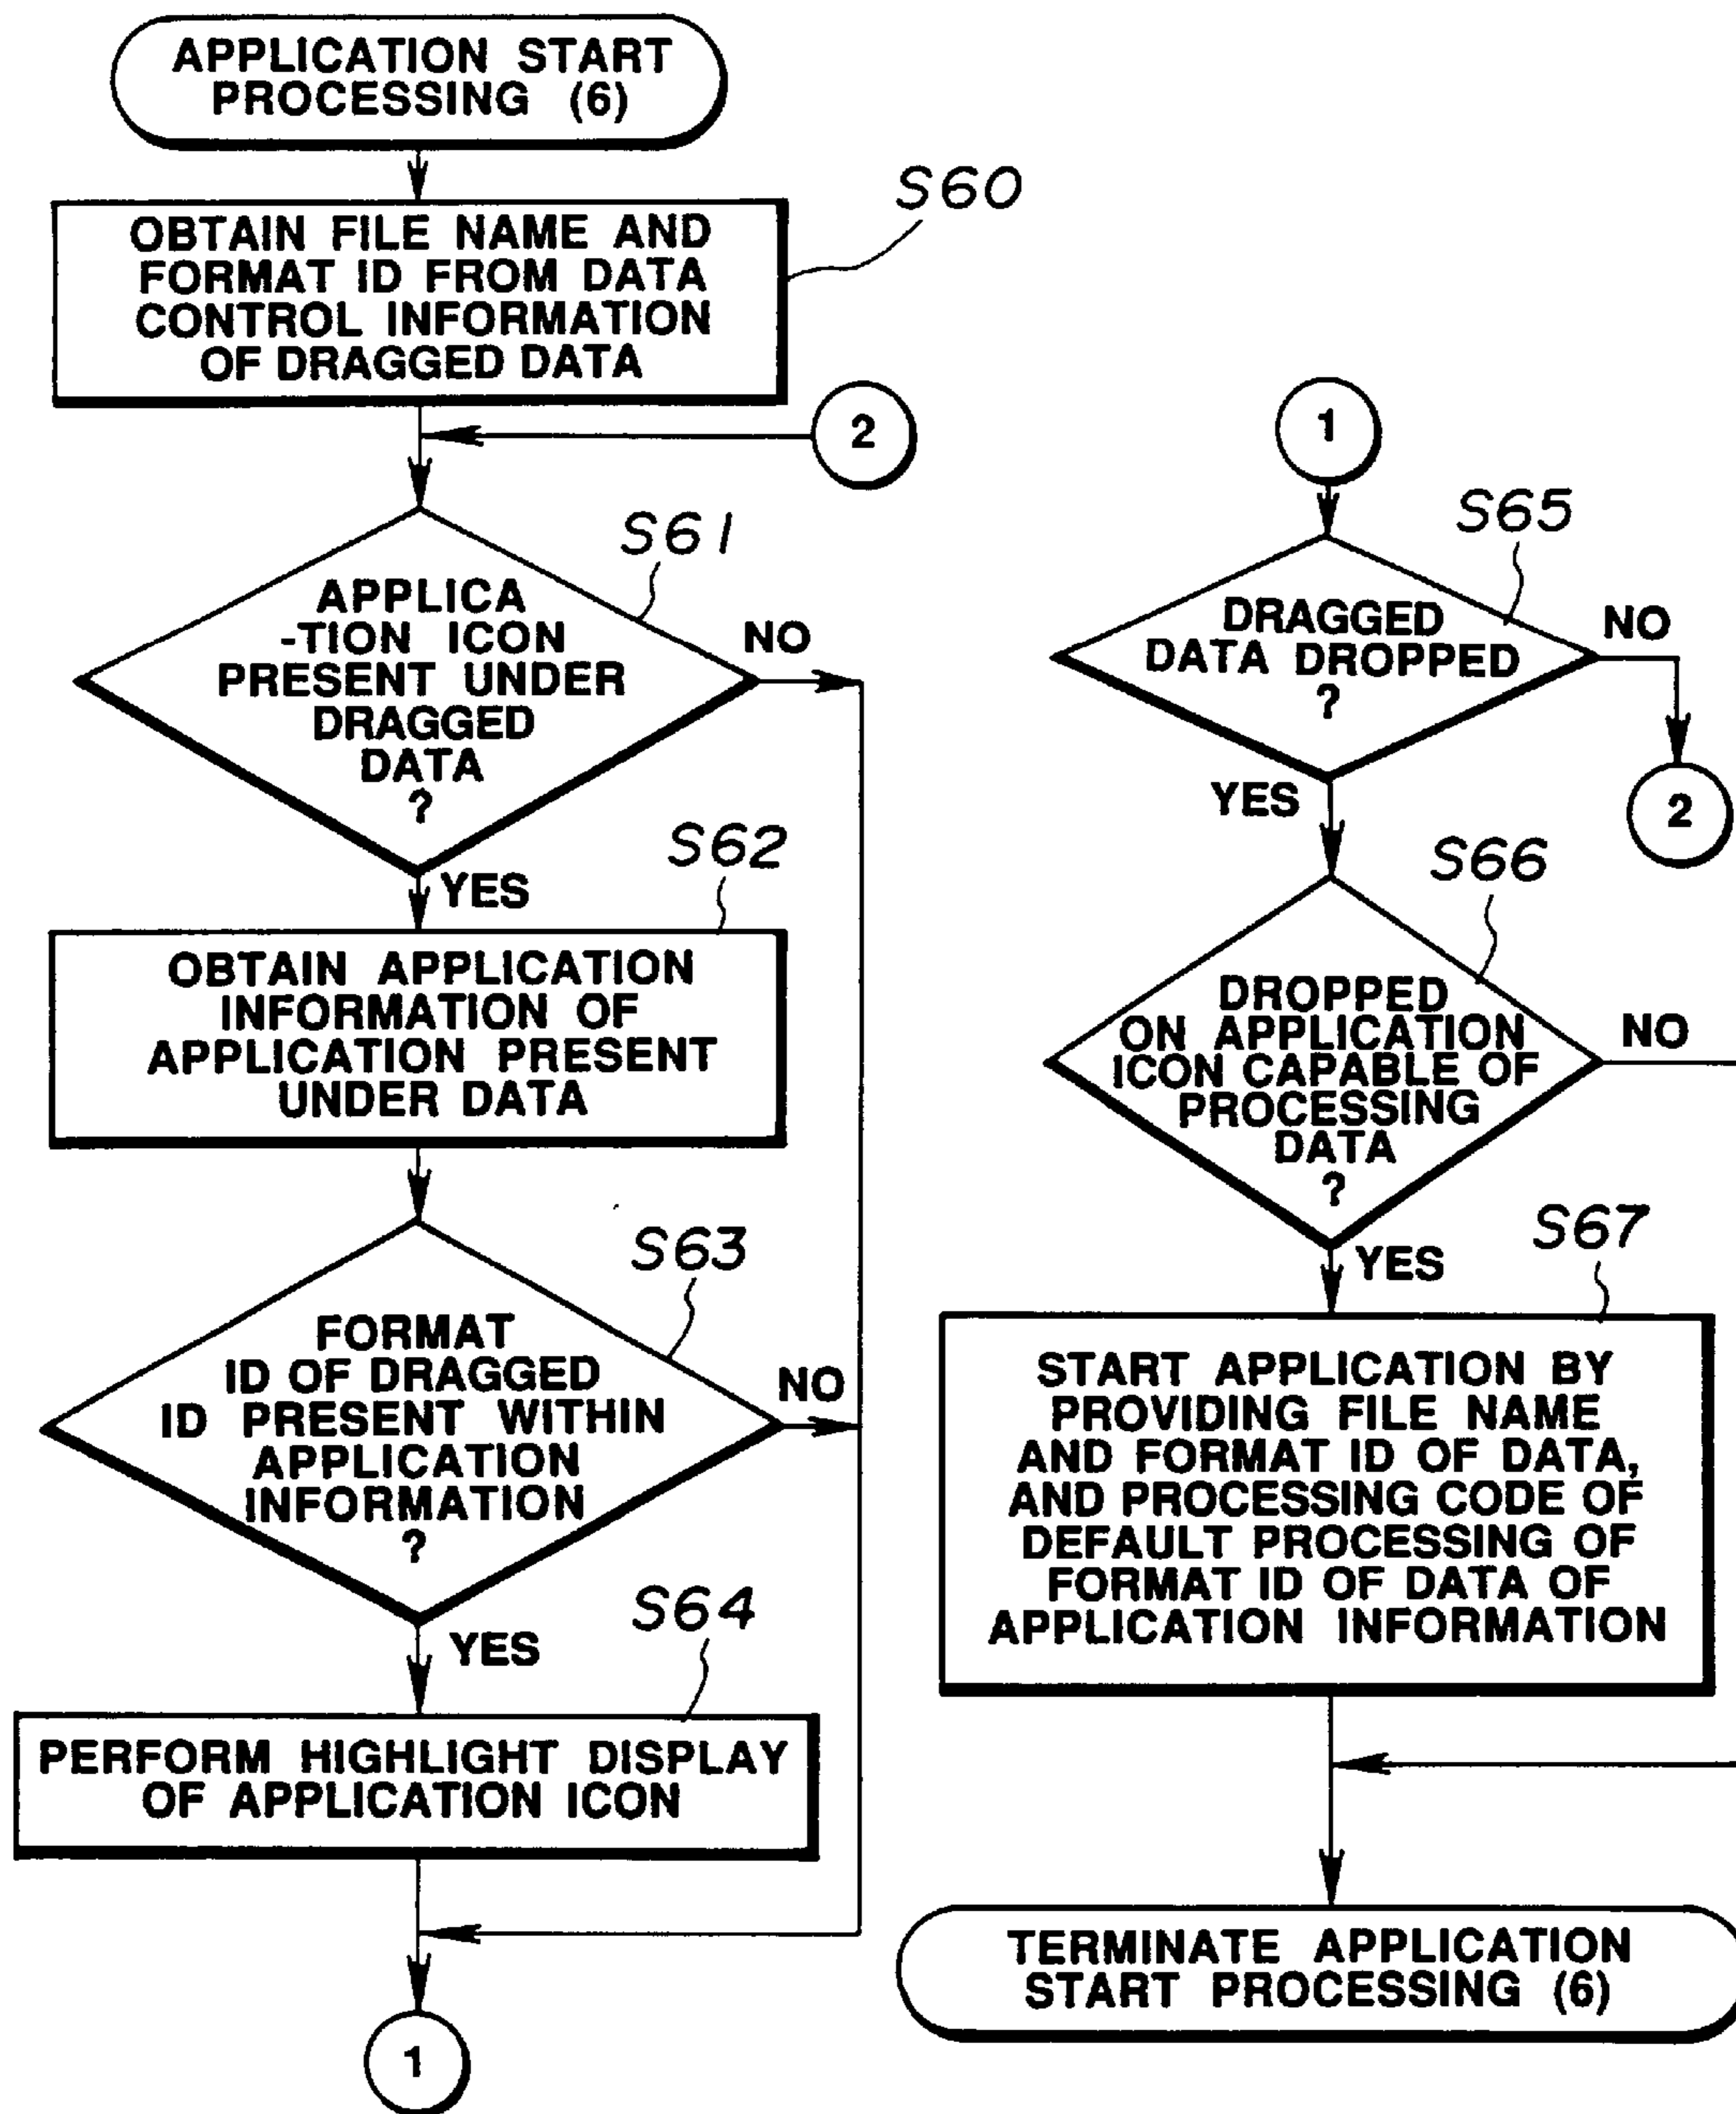 APPLICATION START
PROCESSING (6)
S60
OBTAIN FILE NAME AND
FORMAT ID FROM DATA
CONTROL INFORMATION
OF DRAGGED DATA
2
S61
APPLICA
-TION ICON
PRESENT UNDER
DRAGGED
DATA
?
NO
YES
S62
OBTAIN APPLICATION
INFORMATION OF
APPLICATION PRESENT
UNDER DATA
S63
FORMAT
ID OF DRAGGED
ID PRESENT WITHIN
APPLICATION
INFORMATION
?
NO
YES
S64
PERFORM HIGHLIGHT DISPLAY
OF APPLICATION ICON
1
1
S65
DRAGGED
DATA DROPPED
?
NO
2
YES
S66
DROPPED
ON APPLICATION
ICON CAPABLE OF
PROCESSING
DATA
?
NO
YES
S67
START APPLICATION BY
PROVIDING FILE NAME
AND FORMAT ID OF DATA,
AND PROCESSING CODE OF
DEFAULT PROCESSING OF
FORMAT ID OF DATA OF
APPLICATION INFORMATION
TERMINATE APPLICATION
START PROCESSING (6)